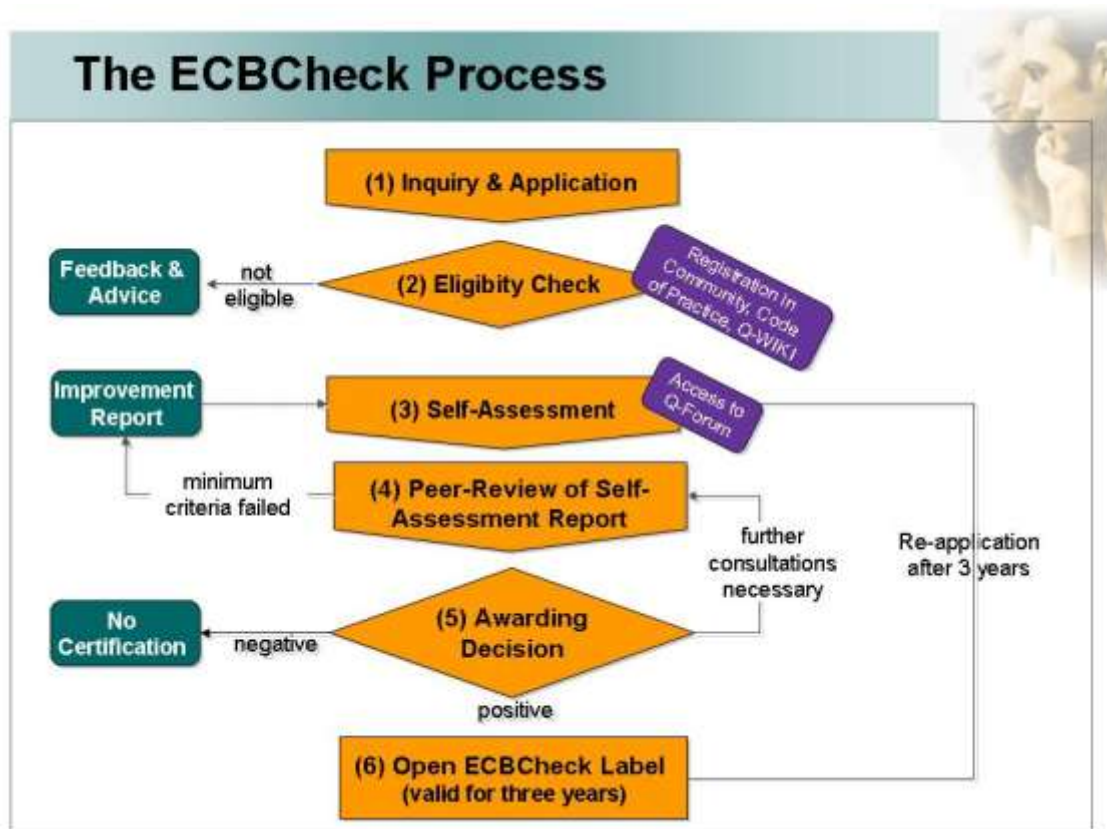 The ECBCheck Process
(1) Inquiry & Application
Feedback &
Advice
not
eligible
(2) Eligibity Check
Registration in
Community, Code
of Practice, Q-WIKI
Improvement
Report
(3) Self-Assessment
Access to
Q-Forum
minimum
criteria failed
(4) Peer-Review of Self-
Assessment Report
further
consultations
necessary
Re-application
after 3 years
No
Certification
negative
(5) Awarding
Decision
positive
(6) Open ECBCheck Label
(valid for three years)